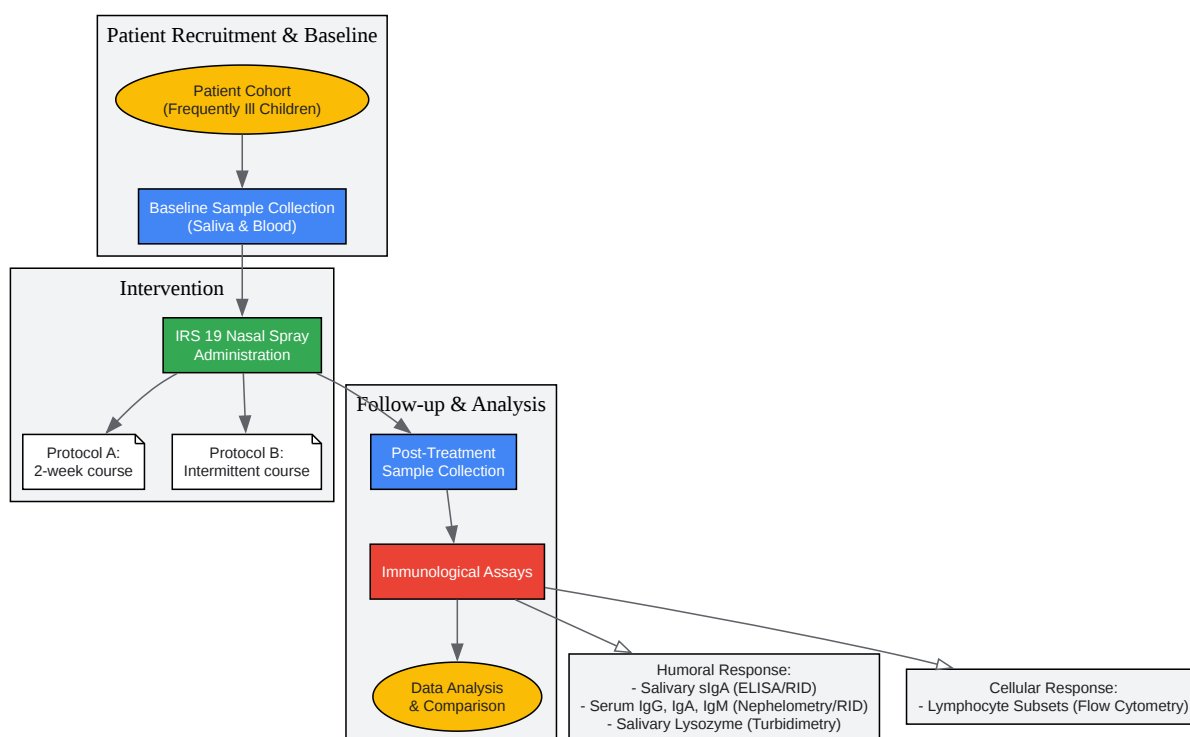 Patient Recruitment & Baseline
Patient Cohort
(Frequently Ill Children)
Baseline Sample Collection
(Saliva & Blood)
Intervention
IRS 19 Nasal Spray
Administration
Protocol A:
2-week course
Protocol B:
Intermittent course
Follow-up & Analysis
Post-Treatment
Sample Collection
Immunological Assays
Data Analysis
& Comparison
Humoral Response:
- Salivary sIgA (ELISA/RID)
- Serum IgG, IgA, IgM (Nephelometry/RID)
- Salivary Lysozyme (Turbidimetry)
Cellular Response:
- Lymphocyte Subsets (Flow Cytometry)